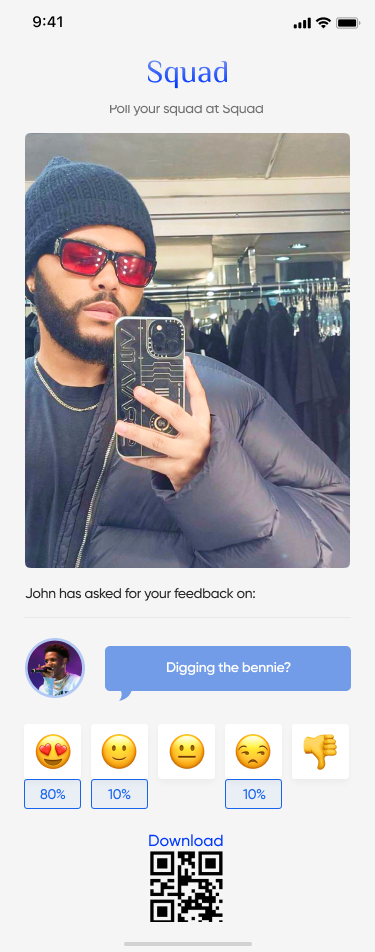 9:41
Squad
Poll your squad at Squad
John has asked for your feedback on:
Digging the bennie?
80%
10%
10%
Download